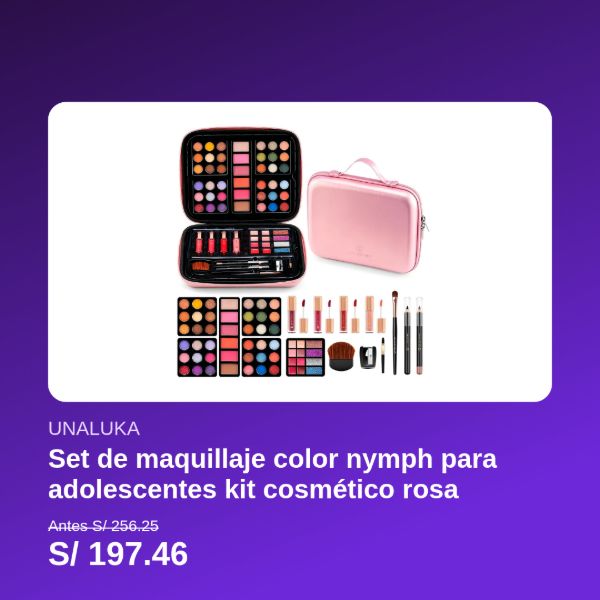 UNALUKA
Set de maquillaje color nymph para
adolescentes kit cosmético rosa
Antes S/ 256.25
S/ 197.46